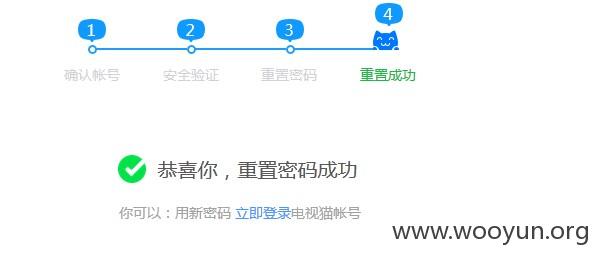 1 2 3 4
确认帐号 安全验证 重置密码 重置成功
恭喜你，重置密码成功
你可以：用新密码 立即登录电视猫帐号
www.wooyun.org